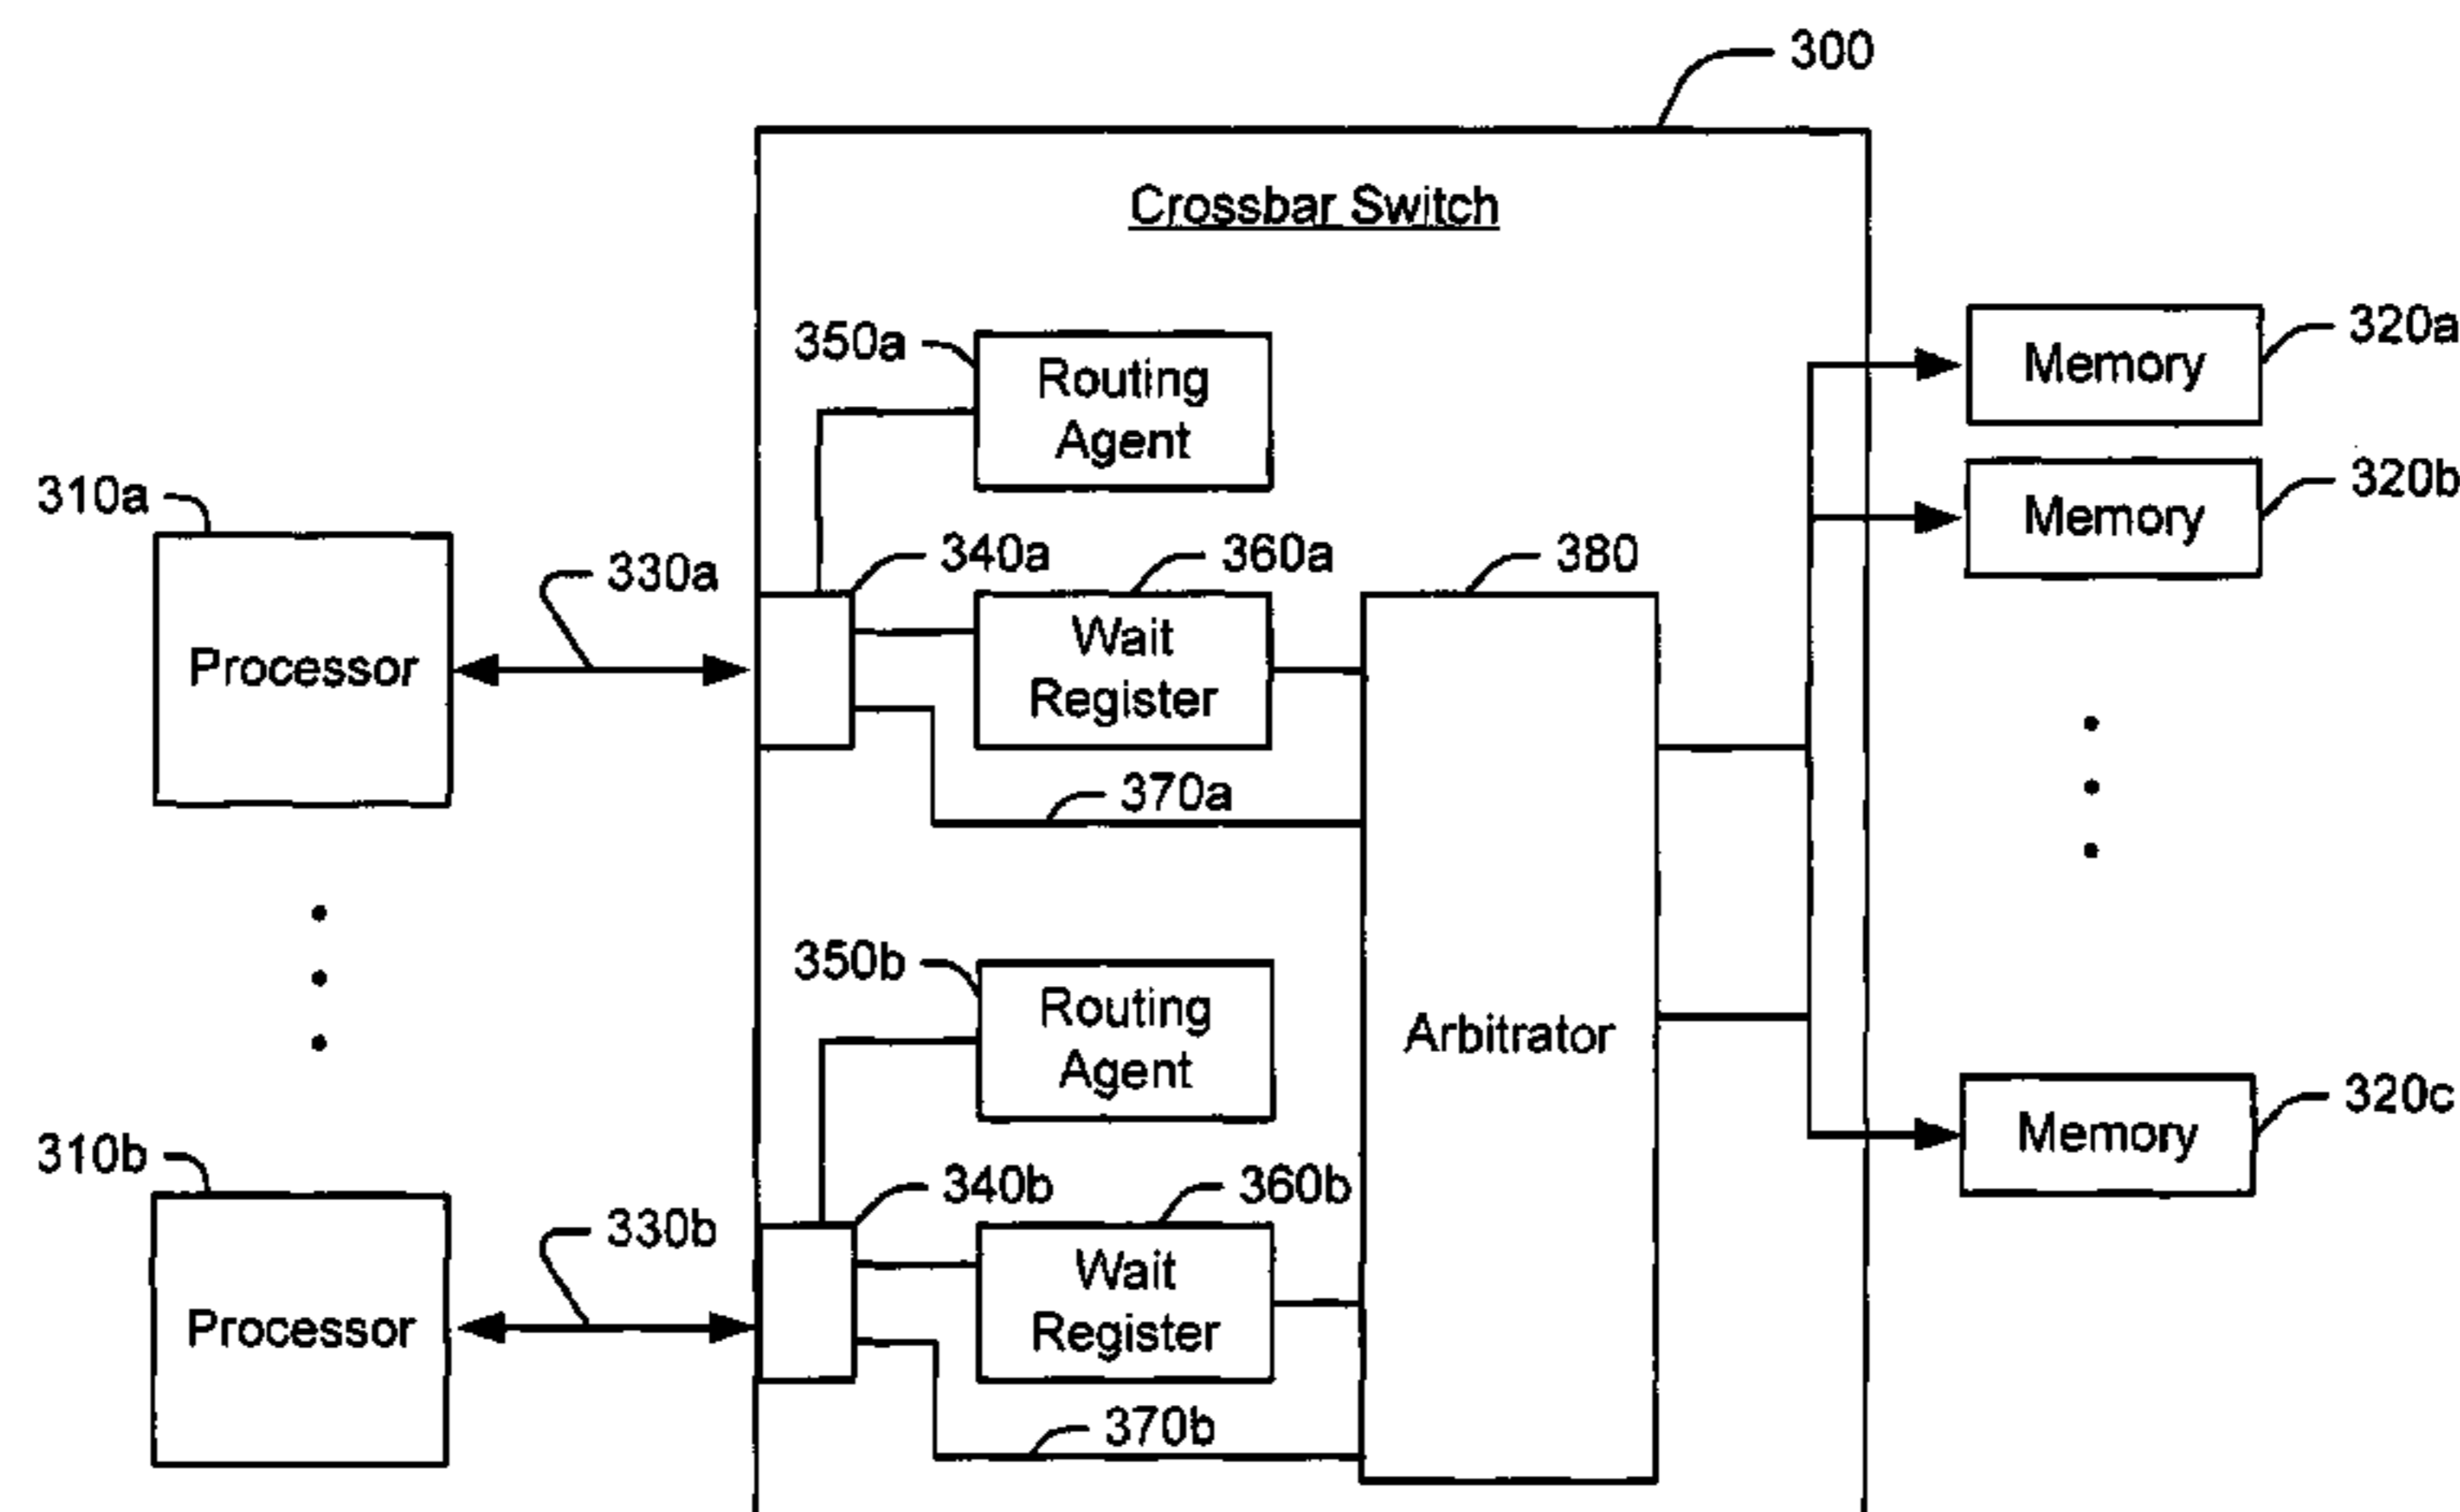 300
Crossbar Switch
350a
Routing
Agent
320a
Memory
320b
Memory
310a
Processor
330a
340a
360a
Wait
Register
380
Arbitrator
370a
350b
Routing
Agent
320c
Memory
310b
Processor
330b
340b
360b
Wait
Register
370b